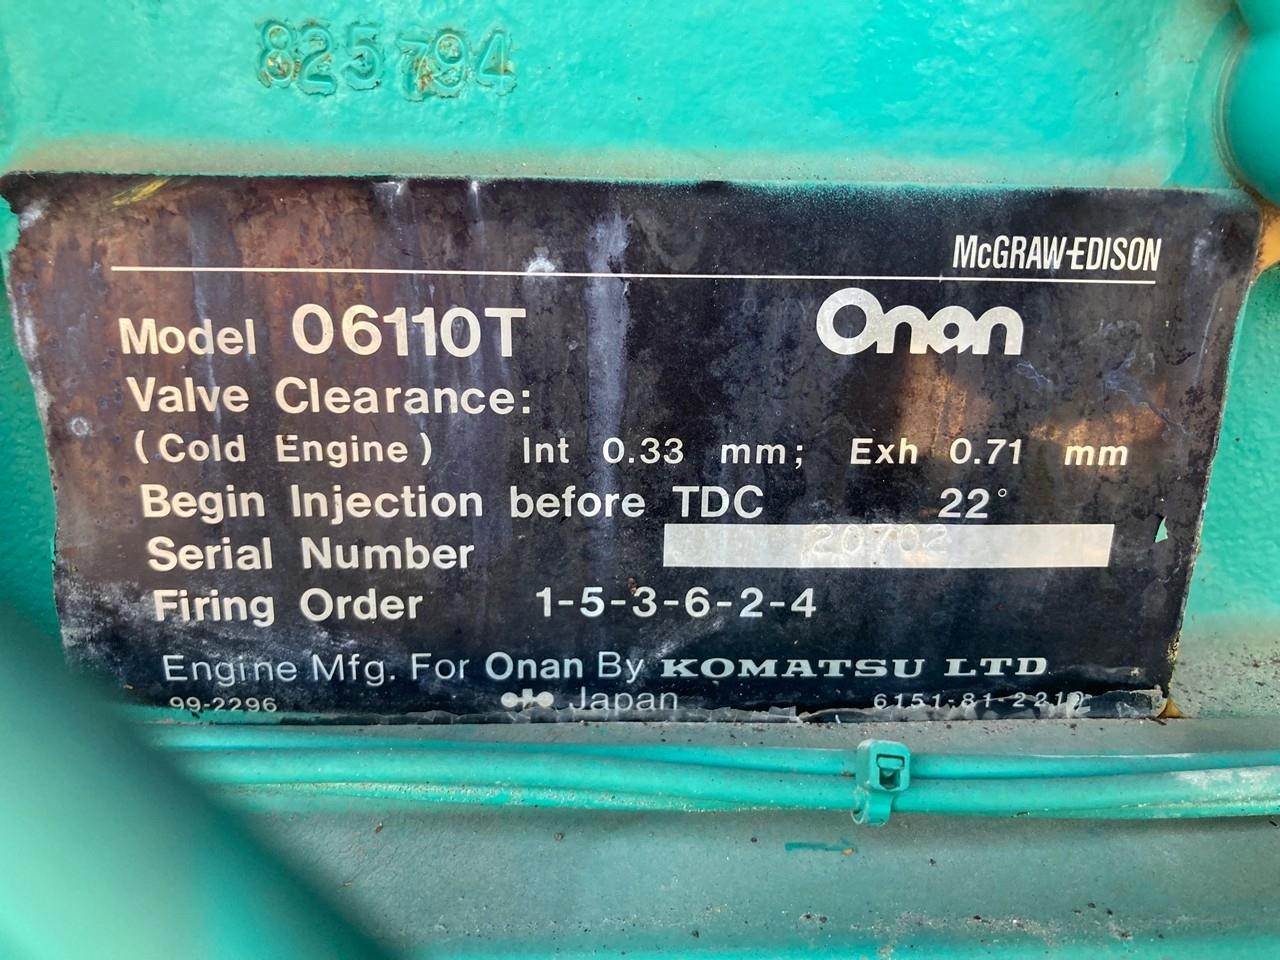 825794
McGRAW-EDISON
Model 06110T Onan
Valve Clearance:
(Cold Engine) Int 0.33 mm; Exh 0.71 mm
Begin Injection before TDC 22°
Serial Number 20702
Firing Order 1-5-3-6-2-4
Engine Mfg. For Onan By KOMATSU LTD
99-2296 Japan 6151-81-2210